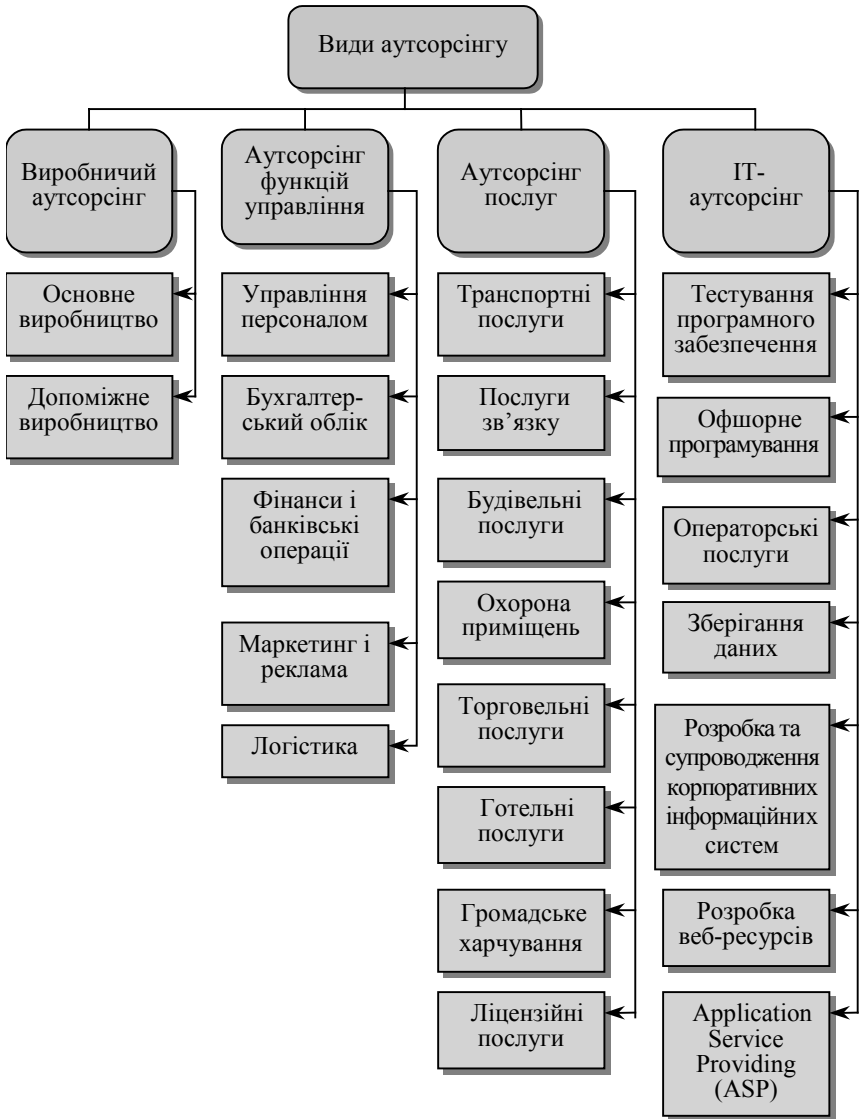 Види аутсорсінгу
Виробничий
аутсорсінг
Основне
виробництво
Допоміжне
виробництво
Аутсорсінг
функцій
управління
Управління
персоналом
Бухгалтер-
ський облік
Фінанси і
банківські
операції
Маркетинг і
реклама
Логістика
Аутсорсінг
послуг
Транспортні
послуги
Послуги
зв’язку
Будівельні
послуги
Охорона
приміщень
Торговельні
послуги
Готельні
послуги
Громадське
харчування
Ліцензійні
послуги
ІТ-
аутсорсінг
Тестування
програмного
забезпечення
Офшорне
програмування
Операторські
послуги
Зберігання
даних
Розробка та
супроводження
корпоративних
інформаційних
систем
Розробка
веб-ресурсів
Application
Service
Providing
(ASP)